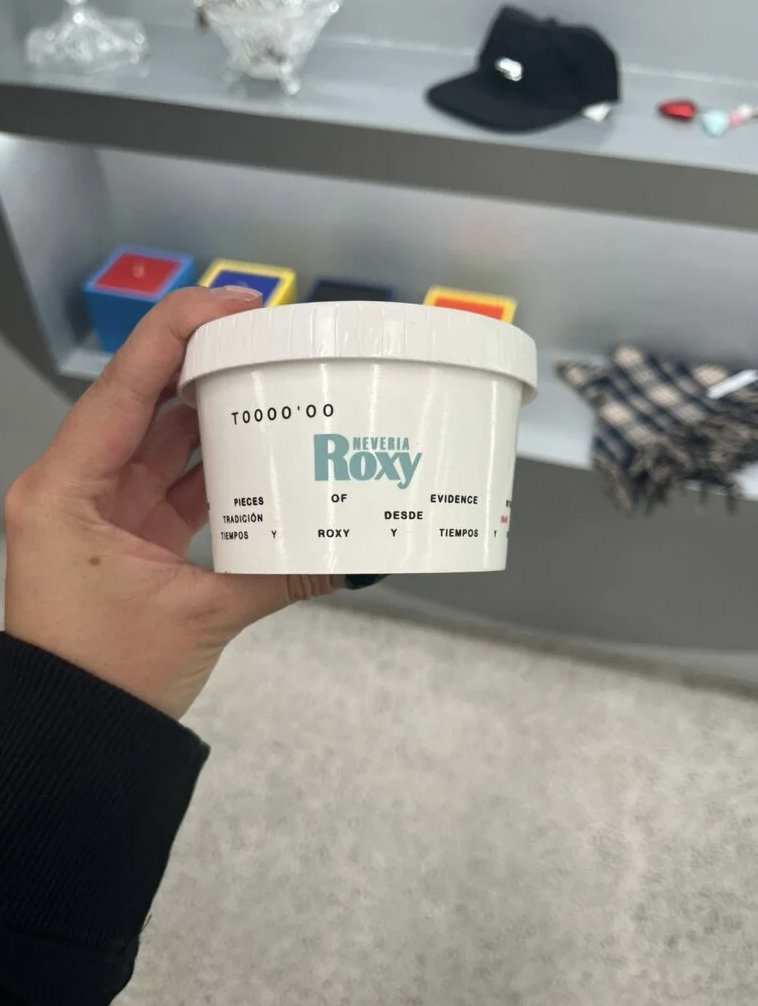 T0000'00
NEVERIA
Roxy
PIECES OF EVIDENCE
TRADICIÓN DESDE
TIEMPOS Y ROXY Y TIEMPOS Y